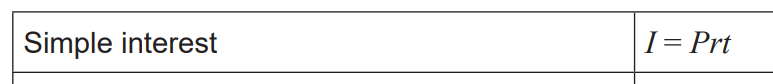 Simple interest I = Prt